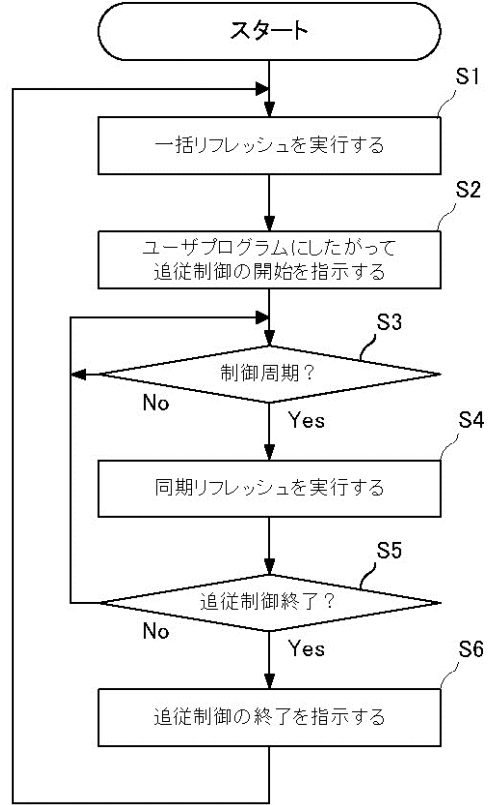 スタート
S1
一括リフレッシュを実行する
S2
ユーザプログラムにしたがって
追従制御の開始を指示する
S3
制御周期？
No
Yes
S4
同期リフレッシュを実行する
S5
追従制御終了？
No
Yes
S6
追従制御の終了を指示する